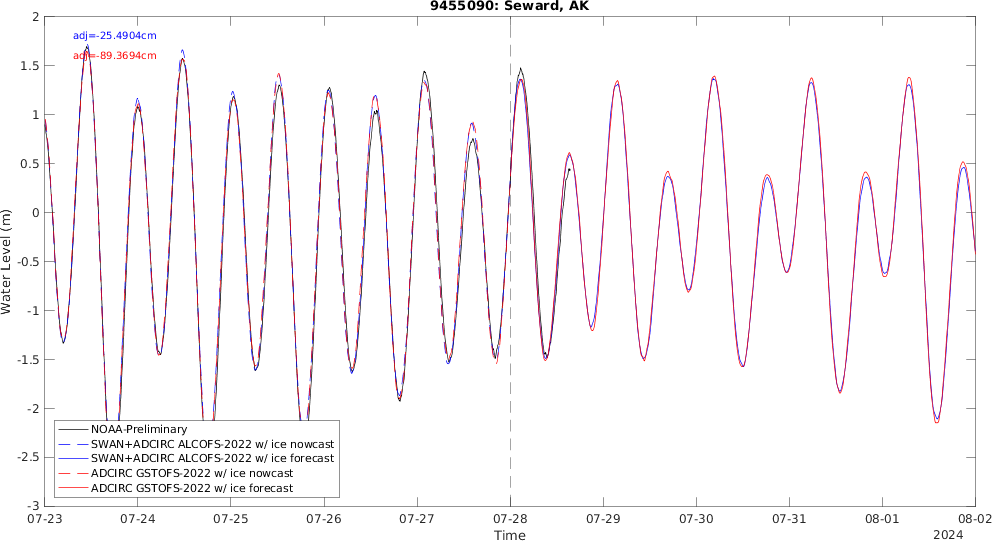 9455090: Seward, AK
adj=-25.4904cm
adj=-89.3694cm
2
1.5
1
0.5
0
-0.5
-1
-1.5
-2
-2.5
-3
Water Level (m)
NOAA-Preliminary
SWAN+ADCIRC ALCOFS-2022 w/ ice nowcast
SWAN+ADCIRC ALCOFS-2022 w/ ice forecast
ADCIRC GSTOFS-2022 w/ ice nowcast
ADCIRC GSTOFS-2022 w/ ice forecast
07-23 07-24 07-25 07-26 07-27 07-28 07-29 07-30 07-31 08-01 08-02
Time
2024